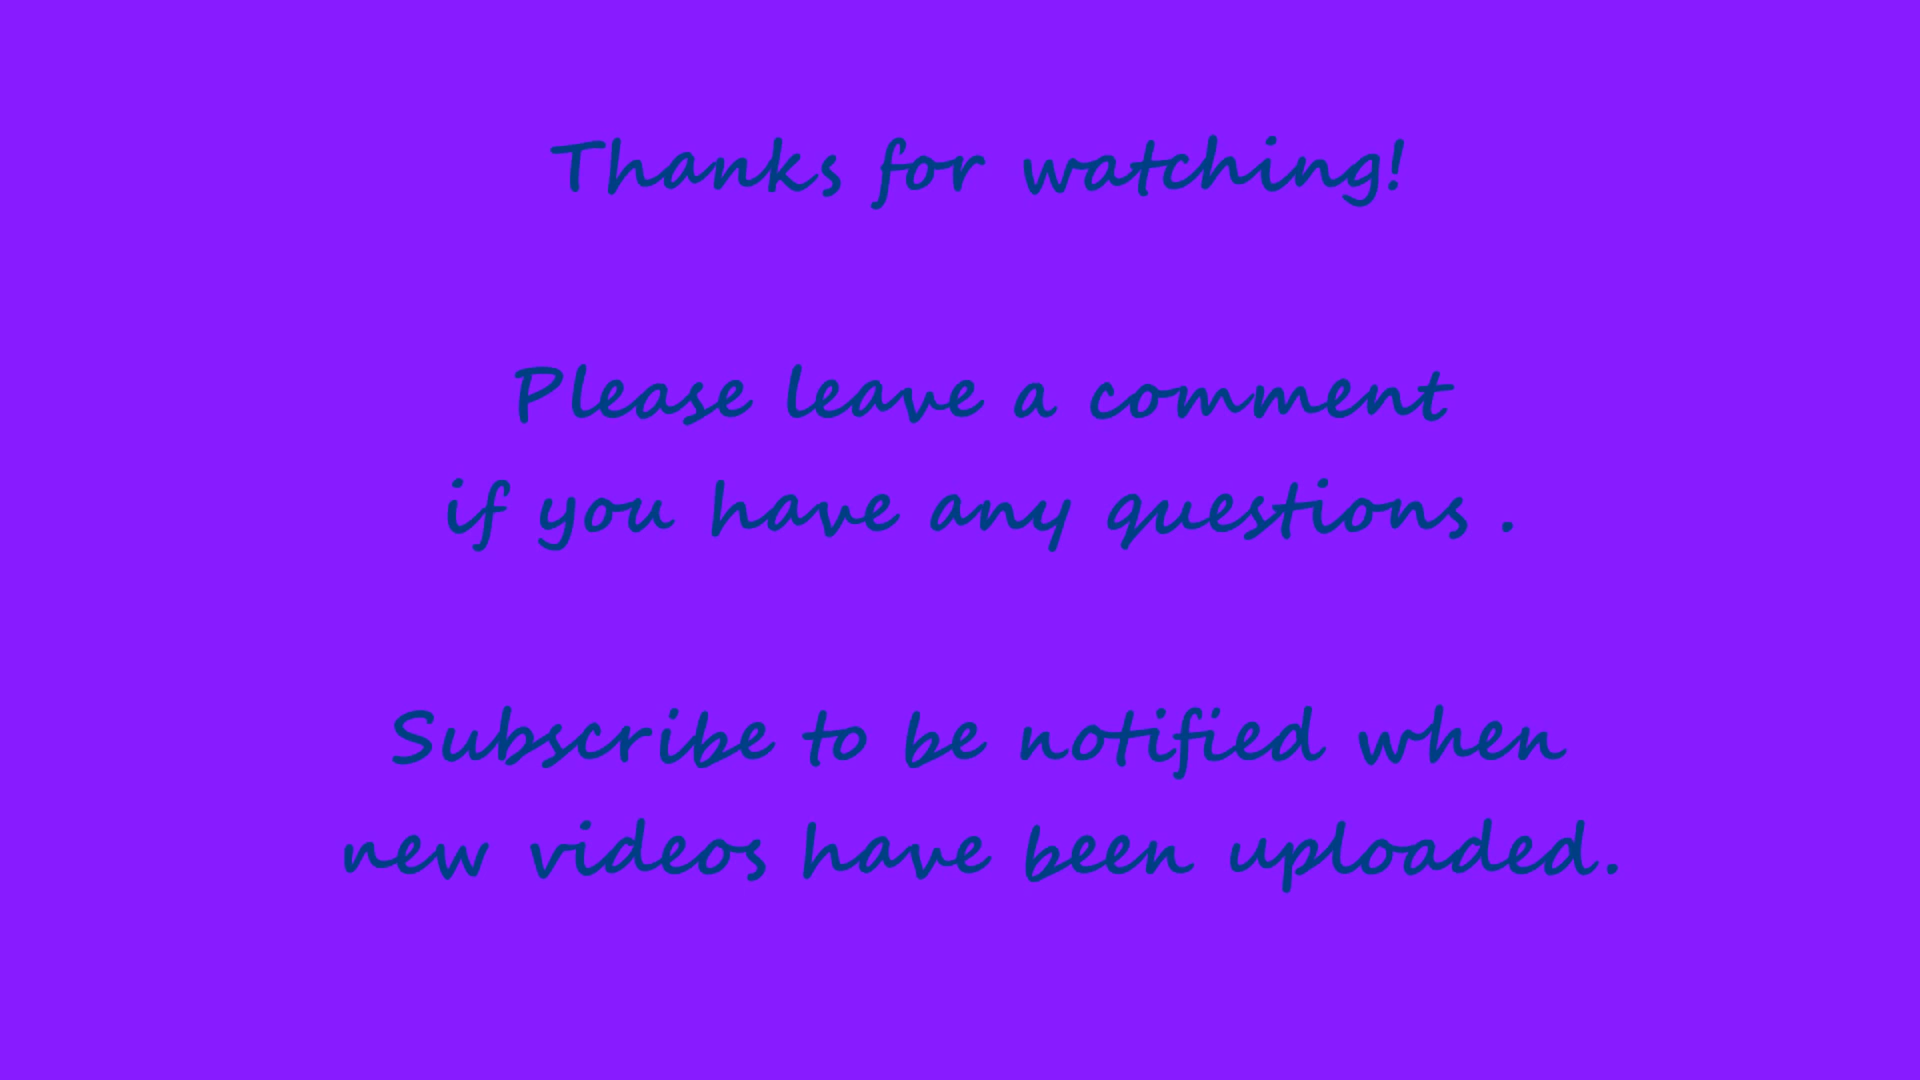 Thanks for watching!
Please leave a comment
if you have any questions .
Subscribe to be notified when
new videos have been uploaded.